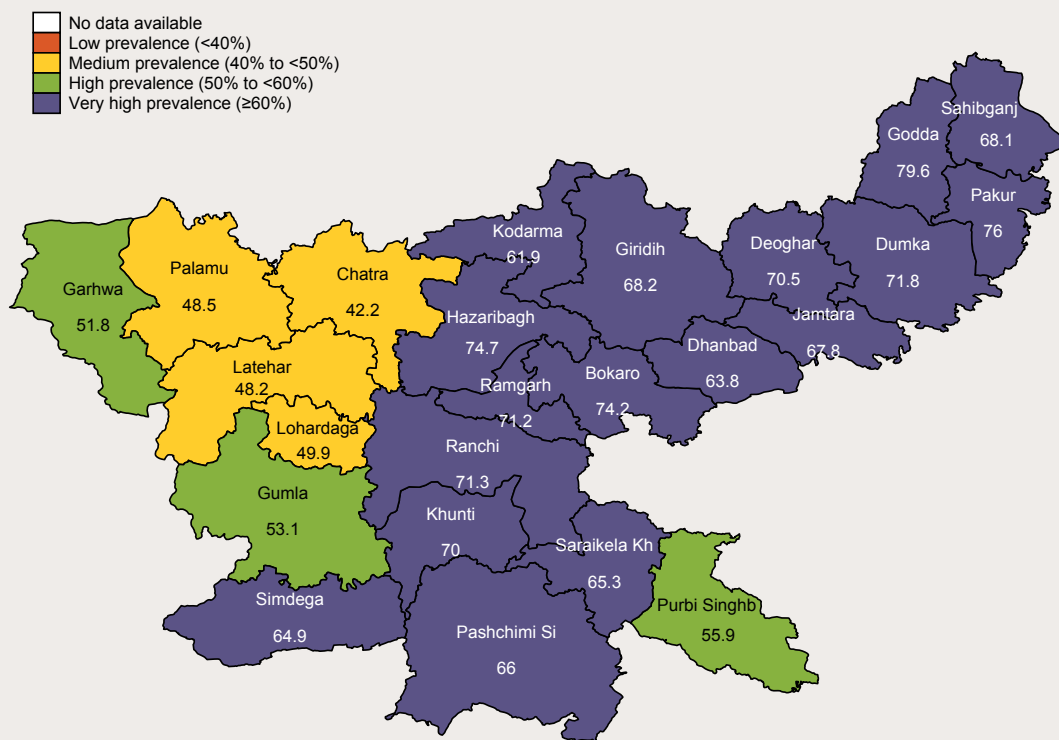 No data available
Low prevalence (<40%)
Medium prevalence (40% to <50%)
High prevalence (50% to <60%)
Very high prevalence (≥60%)
Sahibganj
68.1
Godda
79.6
Pakur
76
Kodarma
61.9
Giridih
68.2
Deoghar
70.5
Dumka
71.8
Palamu
48.5
Chatra
42.2
Garhwa
51.8
Hazaribagh
74.7
Jamtara
67.8
Dhanbad
63.8
Latehar
48.2
Ramgarh
71.2
Bokaro
74.2
Lohardaga
49.9
Ranchi
71.3
Gumla
53.1
Khunti
70
Saraikela Kh
65.3
Simdega
64.9
Purbi Singhb
55.9
Pashchimi Si
66